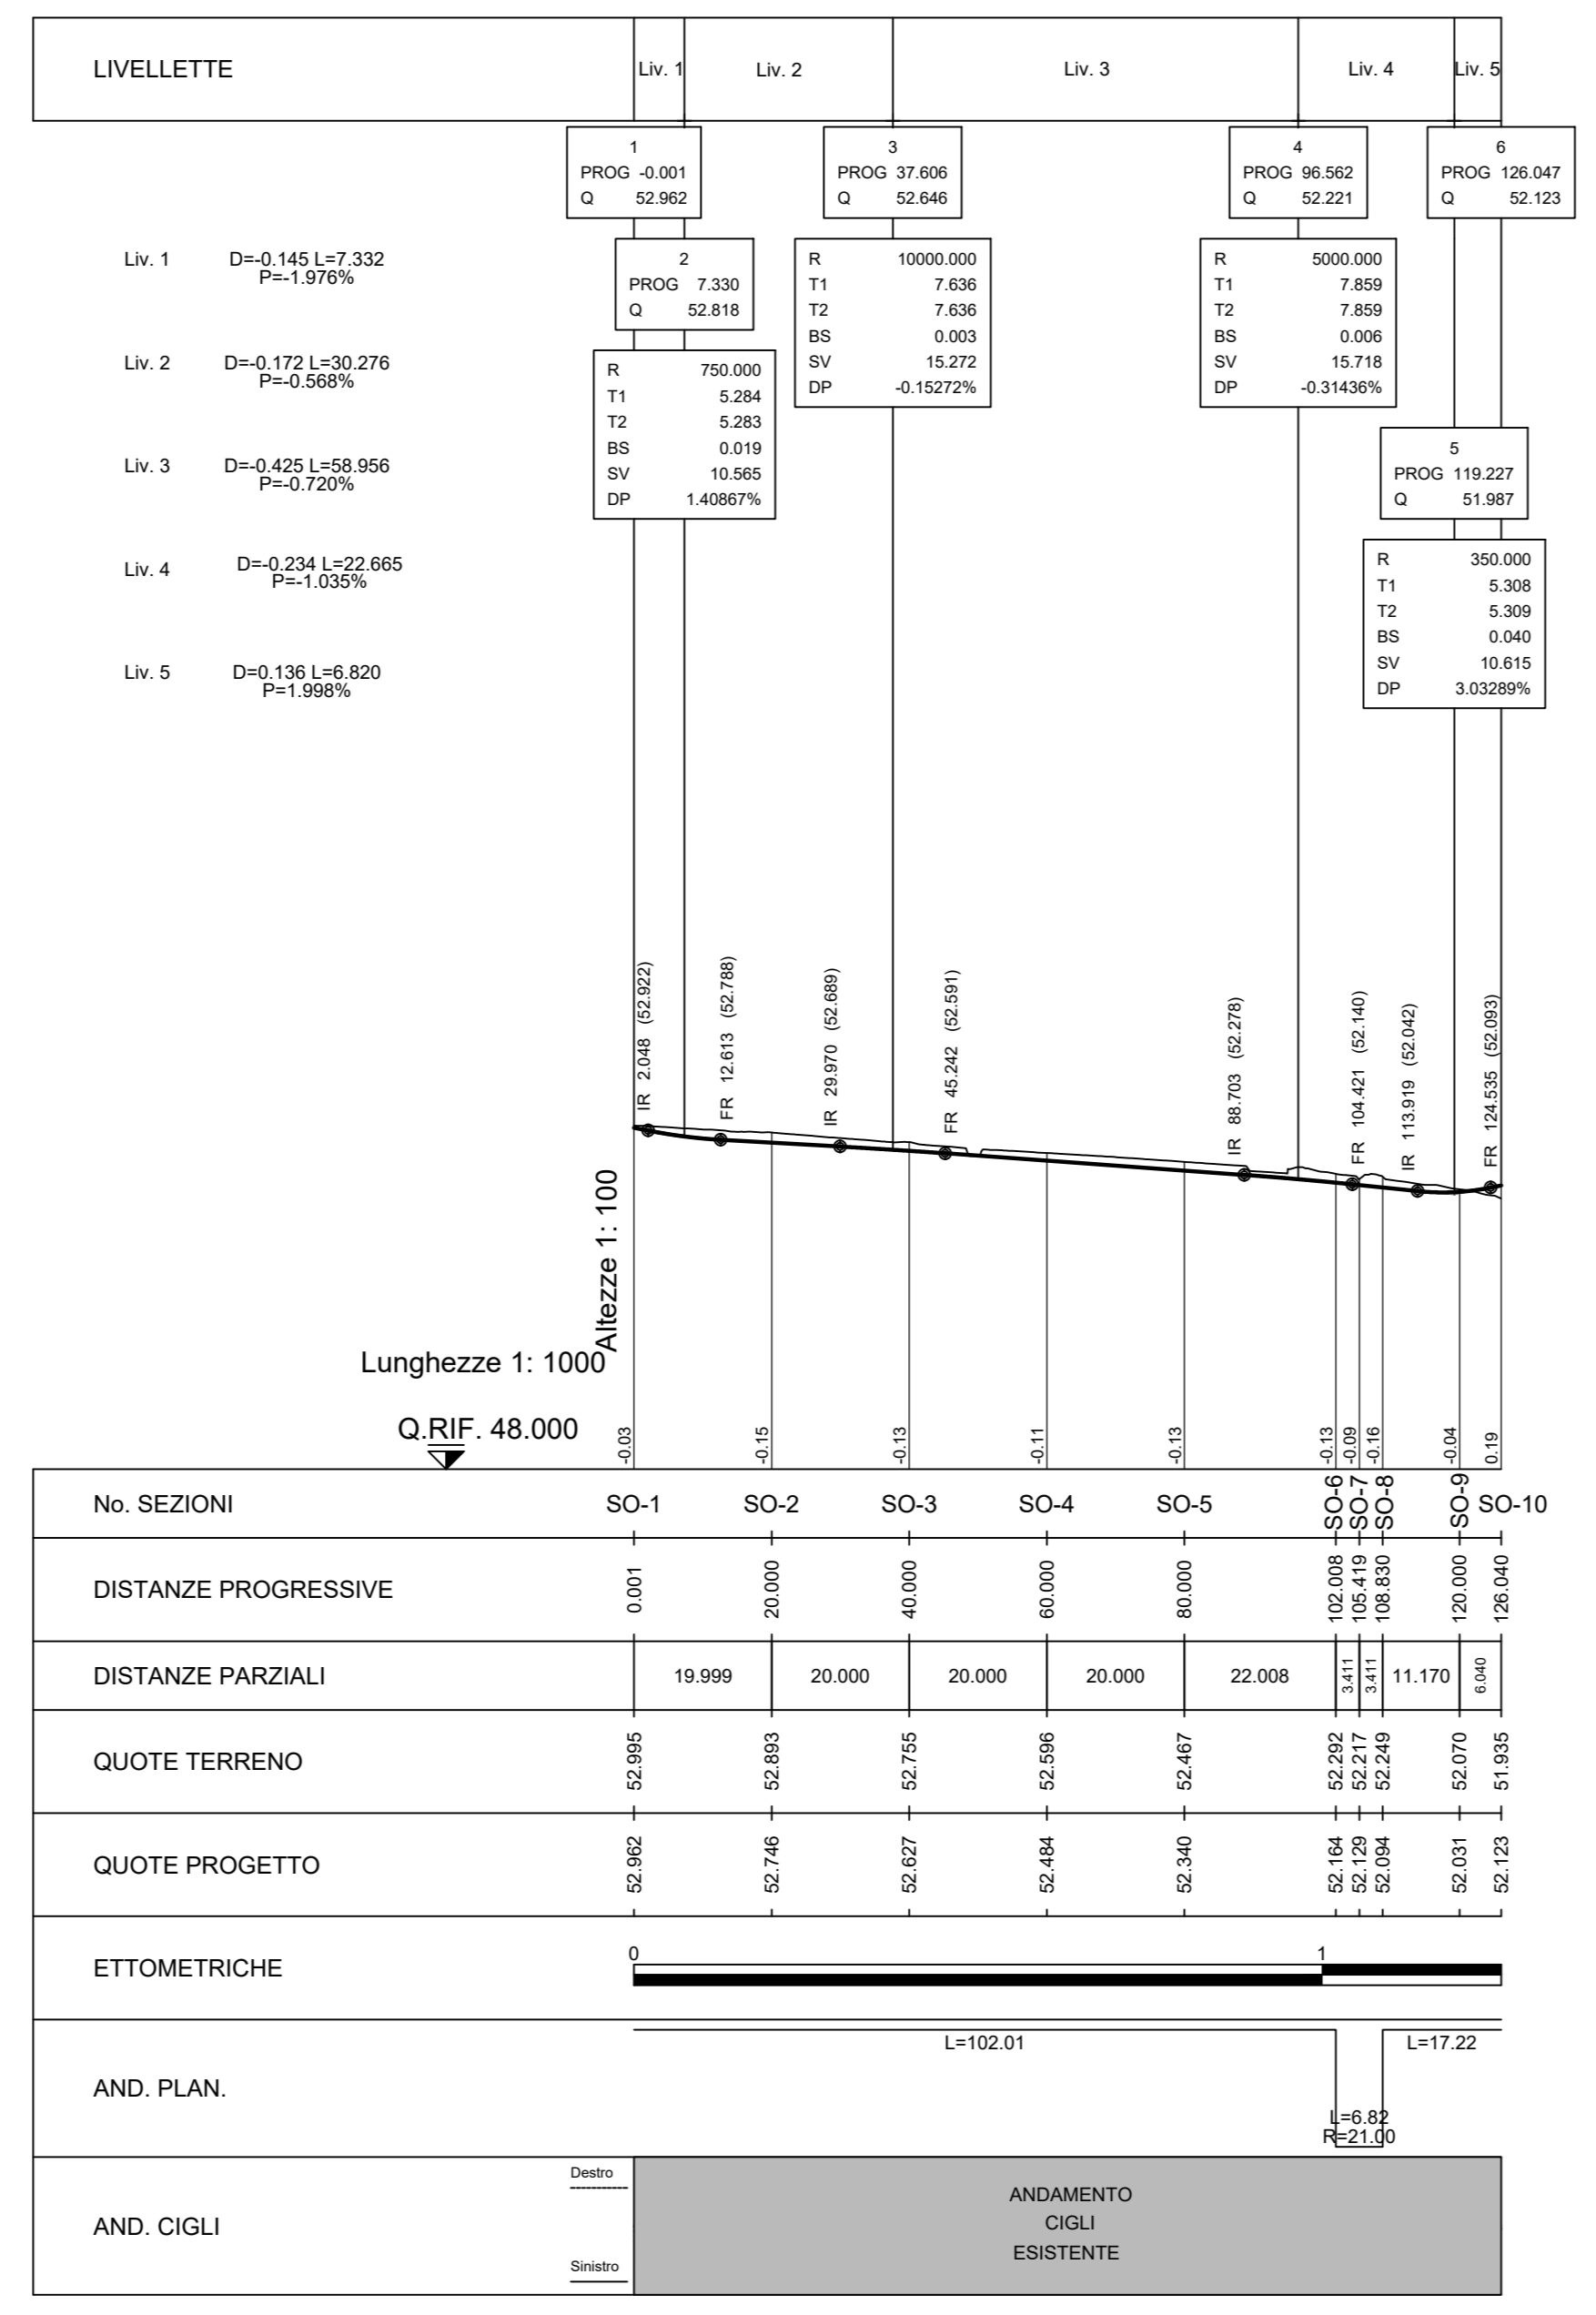 LIVELLETTE
Liv. 1
Liv. 2
Liv. 3
Liv. 4
Liv. 5
1
PROG -0.001
Q 52.962
3
PROG 37.606
Q 52.646
4
PROG 96.562
Q 52.221
6
PROG 126.047
Q 52.123
2
PROG 7.330
Q 52.818
R 10000.000
T1 7.636
T2 7.636
BS 0.003
SV 15.272
DP -0.15272%
R 5000.000
T1 7.859
T2 7.859
BS 0.006
SV 15.718
DP -0.31436%
R 750.000
T1 5.284
T2 5.283
BS 0.019
SV 10.565
DP 1.40867%
5
PROG 119.227
Q 51.987
R 350.000
T1 5.308
T2 5.309
BS 0.040
SV 10.615
DP 3.03289%
Liv. 1 D=-0.145 L=7.332
P=-1.976%
Liv. 2 D=-0.172 L=30.276
P=-0.568%
Liv. 3 D=-0.425 L=58.956
P=-0.720%
Liv. 4 D=-0.234 L=22.665
P=-1.035%
Liv. 5 D=0.136 L=6.820
P=1.998%
IR 2.048 (52.922)
FR 12.613 (52.788)
IR 29.970 (52.689)
FR 45.242 (52.591)
IR 88.703 (52.278)
FR 104.421 (52.140)
IR 113.919 (52.042)
FR 124.535 (52.093)
Altezze 1: 100
Lunghezze 1: 1000
Q.RIF. 48.000
-0.03
-0.15
-0.13
-0.11
-0.13
-0.13
-0.09
-0.16
-0.04
0.19
No. SEZIONI
SO-1
SO-2
SO-3
SO-4
SO-5
SO-6
SO-7
SO-8
SO-9
SO-10
DISTANZE PROGRESSIVE
0.001
20.000
40.000
60.000
80.000
102.008
105.419
108.830
120.000
126.040
DISTANZE PARZIALI
19.999
20.000
20.000
20.000
22.008
3.411
3.411
11.170
6.040
QUOTE TERRENO
52.995
52.893
52.755
52.596
52.467
52.292
52.217
52.249
52.070
51.935
QUOTE PROGETTO
52.962
52.746
52.627
52.484
52.340
52.164
52.129
52.094
52.031
52.123
ETTOMETRICHE
0
1
AND. PLAN.
L=102.01
L=17.22
L=6.82
R=21.00
AND. CIGLI
Destro
Sinistro
ANDAMENTO
CIGLI
ESISTENTE